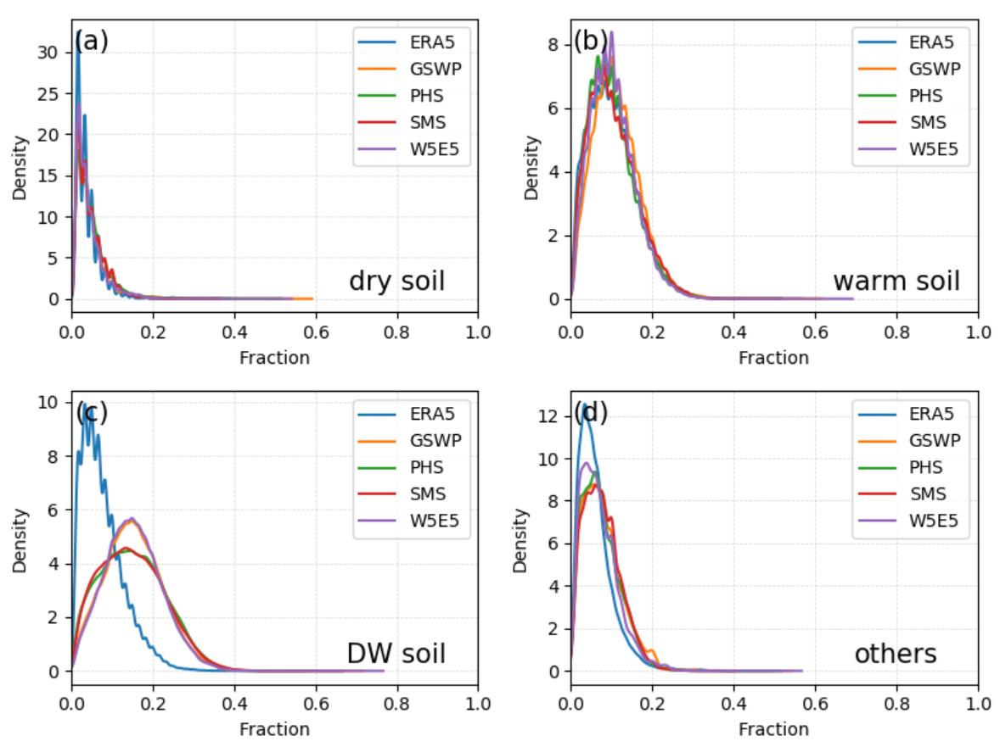 (a)
ERA5
GSWP
PHS
SMS
W5E5
30
25
20
15
10
5
0
Density
dry soil
0.0 0.2 0.4 0.6 0.8 1.0
Fraction
(b)
ERA5
GSWP
PHS
SMS
W5E5
8
6
4
2
0
Density
warm soil
0.0 0.2 0.4 0.6 0.8 1.0
Fraction
(c)
ERA5
GSWP
PHS
SMS
W5E5
10
8
6
4
2
0
Density
DW soil
0.0 0.2 0.4 0.6 0.8 1.0
Fraction
(d)
ERA5
GSWP
PHS
SMS
W5E5
12
10
8
6
4
2
0
Density
others
0.0 0.2 0.4 0.6 0.8 1.0
Fraction